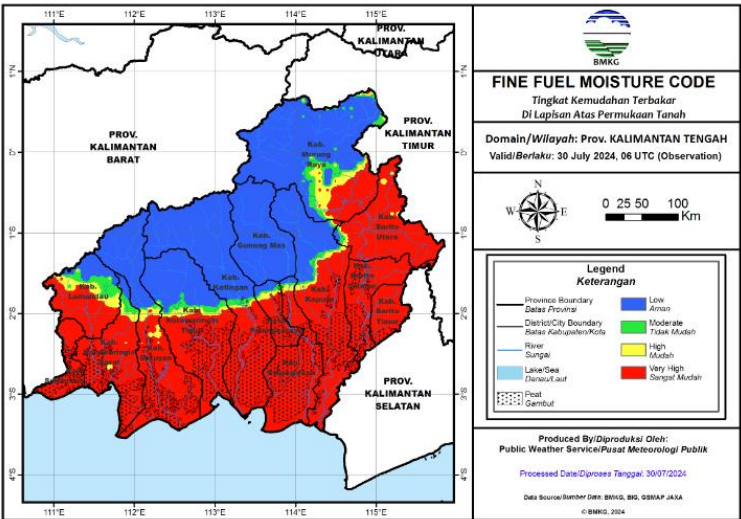 111°E 112°E 113°E 114°E 115°E
PROV.
KALIMANTAN
UTARA
1°N
PROV.
KALIMANTAN
BARAT
PROV.
KALIMANTAN
TIMUR
0°
Kab.
Murung
Raya
Kab.
Barito
Utara
1°S
Kab.
Gunung Mas
Kab.
Katingan
Kab.
Kapuas
Kab.
Lamandau
Kab.
Barito
Timur
2°S
3°S
PROV.
KALIMANTAN
SELATAN
4°S
111°E 112°E 113°E 114°E 115°E
BMKG
FINE FUEL MOISTURE CODE
Tingkat Kemudahan Terbakar
Di Lapisan Atas Permukaan Tanah
Domain/Wilayah: Prov. KALIMANTAN TENGAH
Valid/Berlaku: 30 July 2024, 06 UTC (Observation)
N
W E
S
0 25 50 100
Km
Legend
Keterangan
Province Boundary
Batas Provinsi
District/City Boundary
Batas Kabupaten/Kota
River
Sungai
Lake/Sea
Danau/Laut
Peat
Gambut
Low
Aman
Moderate
Tidak Mudah
High
Mudah
Very High
Sangat Mudah
Produced By/Diproduksi Oleh:
Public Weather Service/Pusat Meteorologi Publik
Processed Date/Diproses Tanggal: 30/07/2024
Data Source/Sumber Data: BMKG, BIG, GSMAP JAXA
© BMKG, 2024